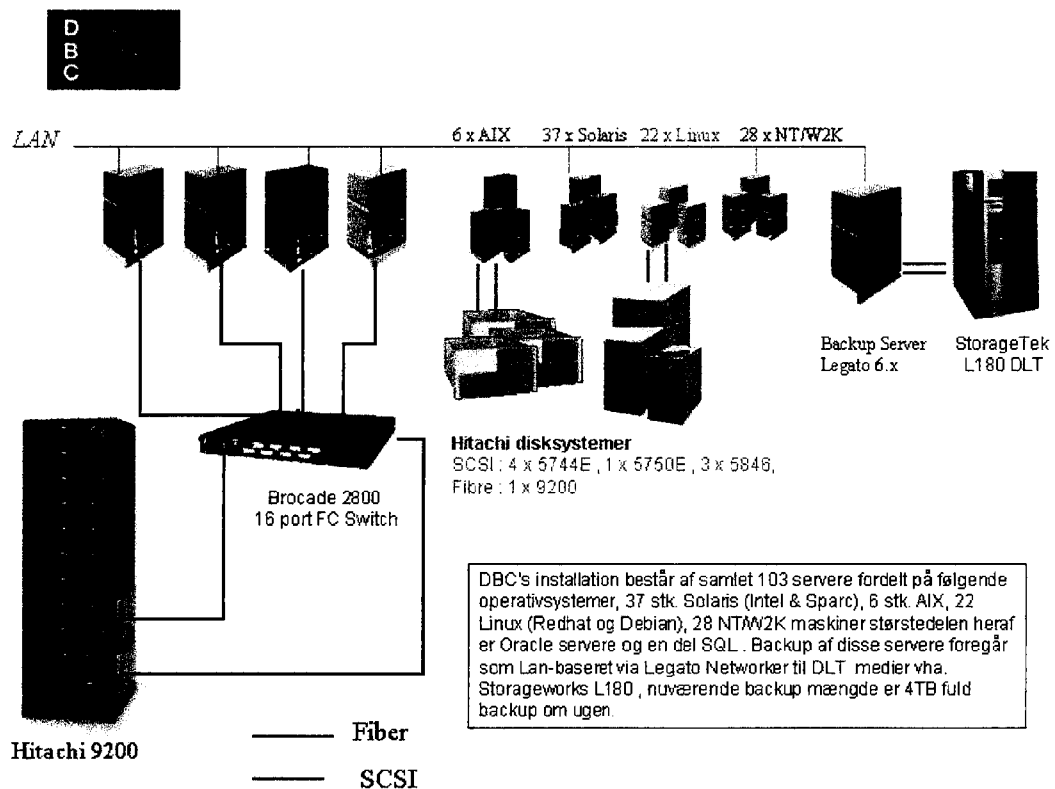 D
B
C
LAN
6 x AIX 37 x Solaris 22 x Linux 28 x NT/W2K
Backup Server
Legato 6.x
StorageTek
L180 DLT
Hitachi disksystemer
SCSI : 4 x 5744E , 1 x 5750E , 3 x 5846,
Fibre : 1 x 9200
Brocade 2800
16 port FC Switch
DBC's installation består af samlet 103 servere fordelt på følgende
operativsystemer, 37 stk. Solaris (Intel & Sparc), 6 stk. AIX, 22
Linux (Redhat og Debian), 28 NT/W2K maskiner størstedelen heraf
er Oracle servere og en del SQL . Backup af disse servere foregår
som Lan-baseret via Legato Networker til DLT medier vha.
Storageworks L180 , nuværende backup mængde er 4TB fuld
backup om ugen.
Hitachi 9200
Fiber
SCSI